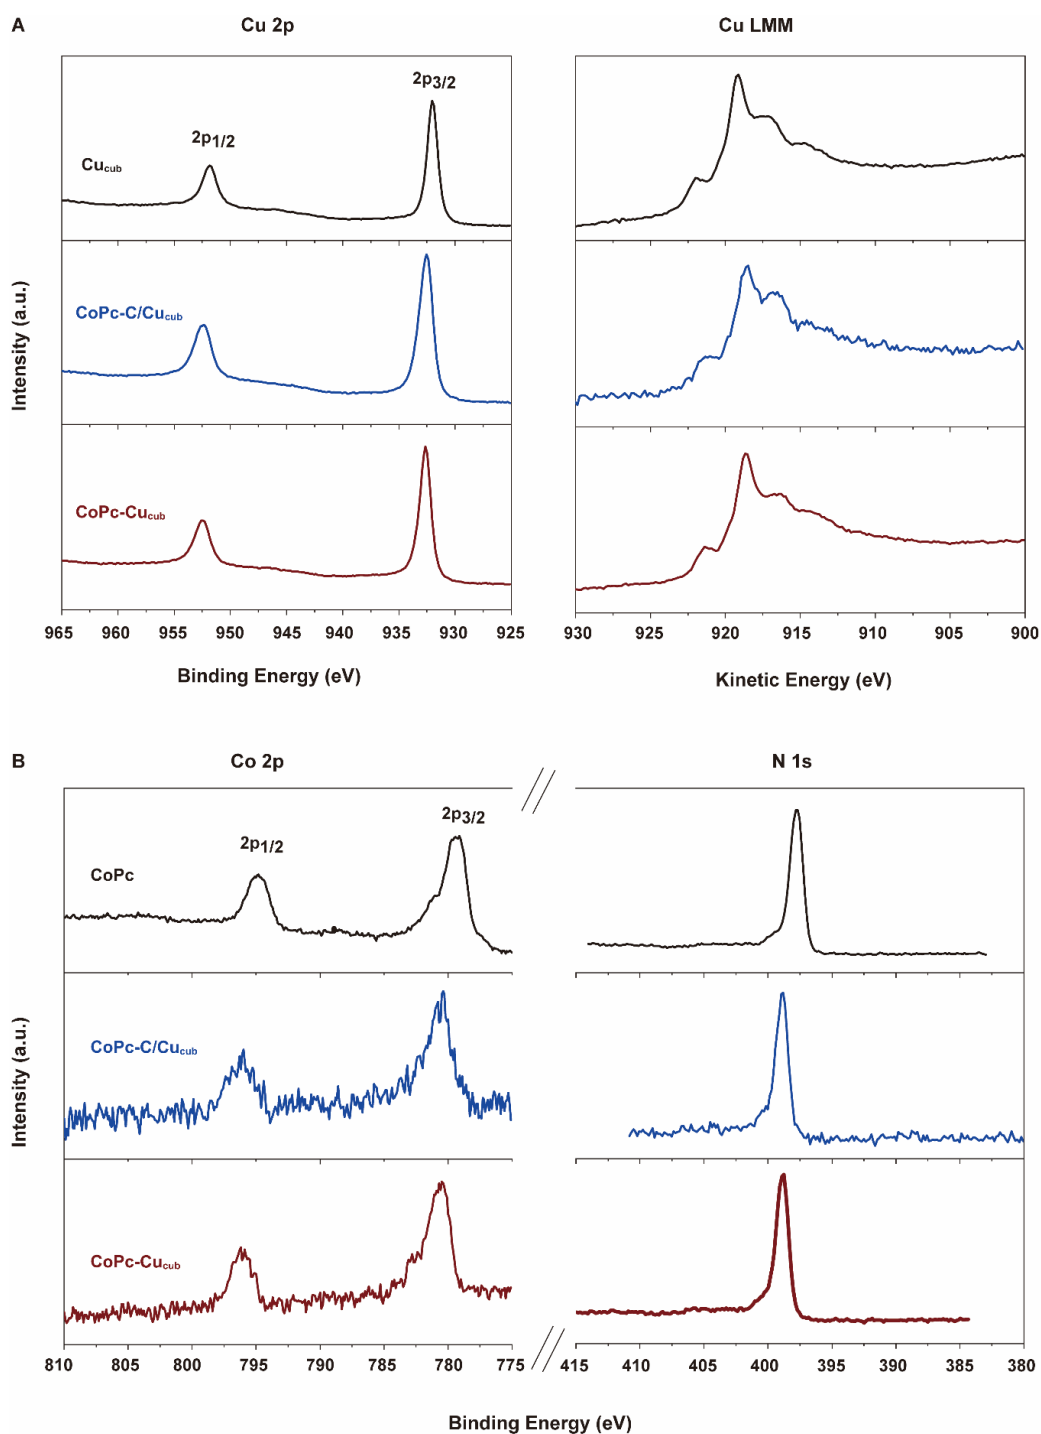 A
Cu 2p
Cu LMM
2p3/2
2p1/2
Cucub
CoPc-C/Cucub
CoPc-Cucub
Intensity (a.u.)
965 960 955 950 945 940 935 930 925
930 925 920 915 910 905 900
Binding Energy (eV)
Kinetic Energy (eV)
B
Co 2p
N 1s
2p3/2
2p1/2
CoPc
CoPc-C/Cucub
CoPc-Cucub
Intensity (a.u.)
810 805 800 795 790 785 780 775
415 410 405 400 395 390 385 380
Binding Energy (eV)